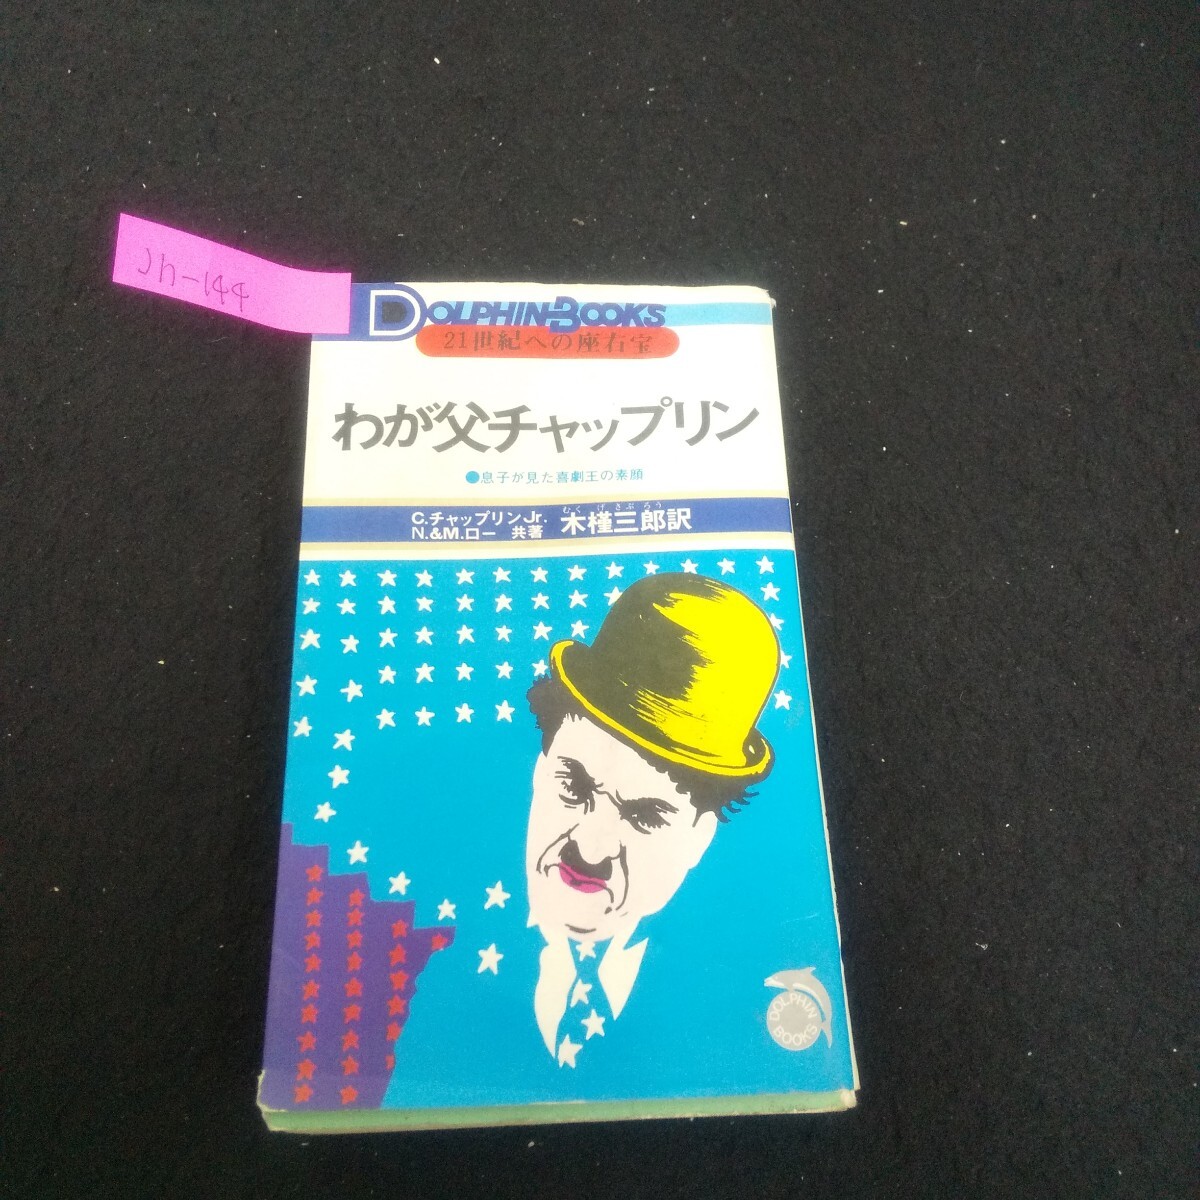 Jn-144
DOLPHIN-BOOKS
21世紀への座右宝
わが父チャップリン
●息子が見た喜劇王の素顔
C.チャップリンJr.
N.&M.ロー 共著
むくげさぶろう
木槿三郎訳
DOLPHIN
BOOKS